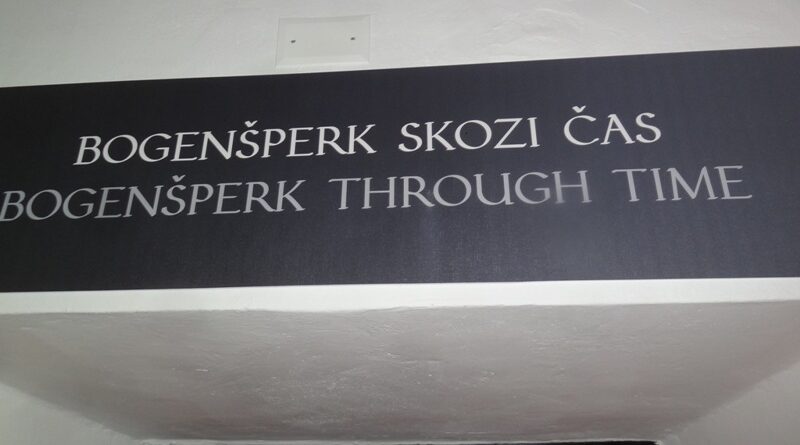 BOGENŠPERK SKOZI ČAS
BOGENŠPERK THROUGH TIME